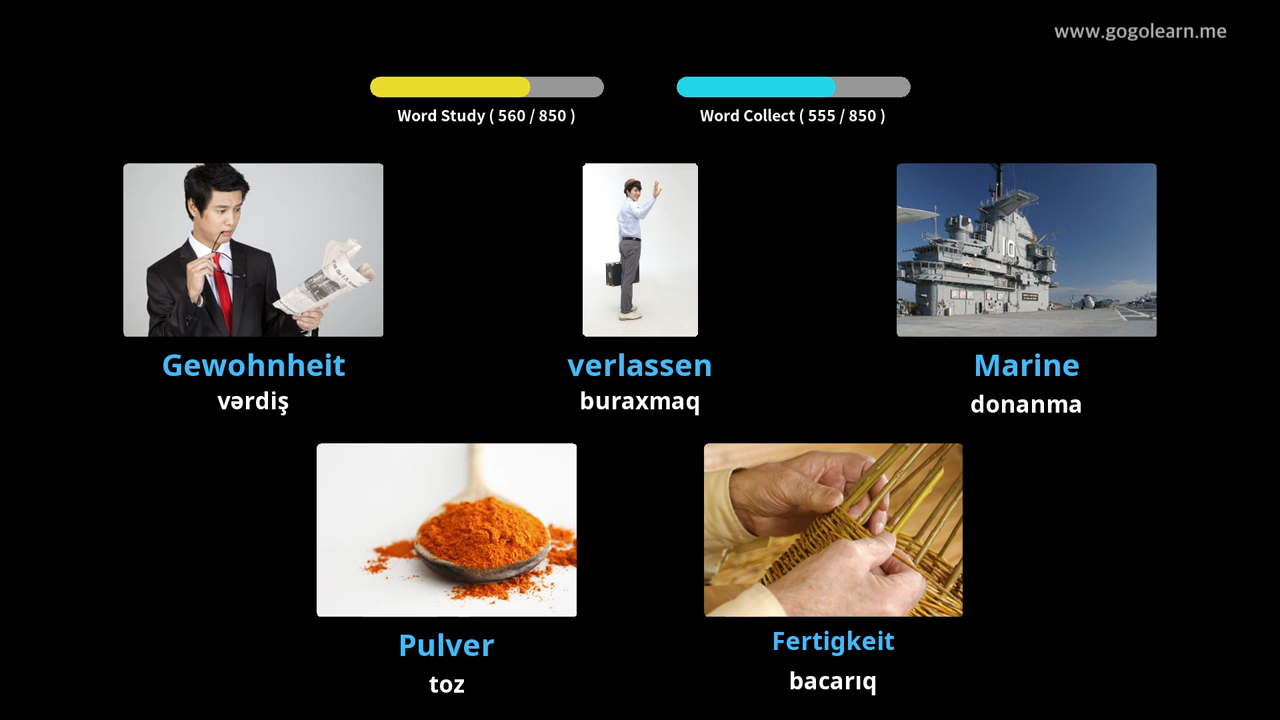 www.gogolearn.me
Word Study ( 560 / 850 )
Word Collect ( 555 / 850 )
Gewohnheit
vərdiş
verlassen
buraxmaq
Marine
donanma
Pulver
toz
Fertigkeit
bacarıq